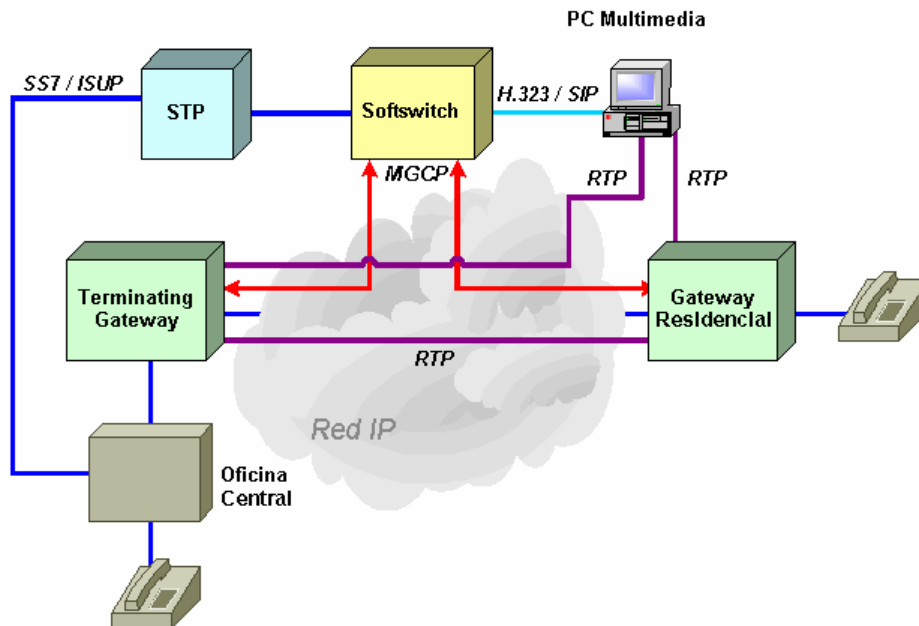 PC Multimedia
SS7 / ISUP
STP
Softswitch
H.323 / SIP
MGCP
RTP
RTP
Terminating
Gateway
Gateway
Residencial
RTP
Red IP
Oficina
Central